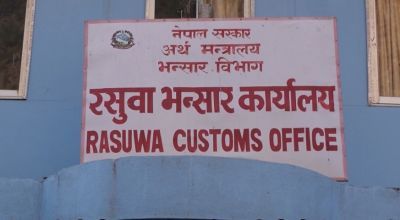 नेपाल सरकार
अर्थ मन्त्रालय
भन्सार विभाग
रसुवा भन्सार कार्यालय
RASUWA CUSTOMS OFFICE